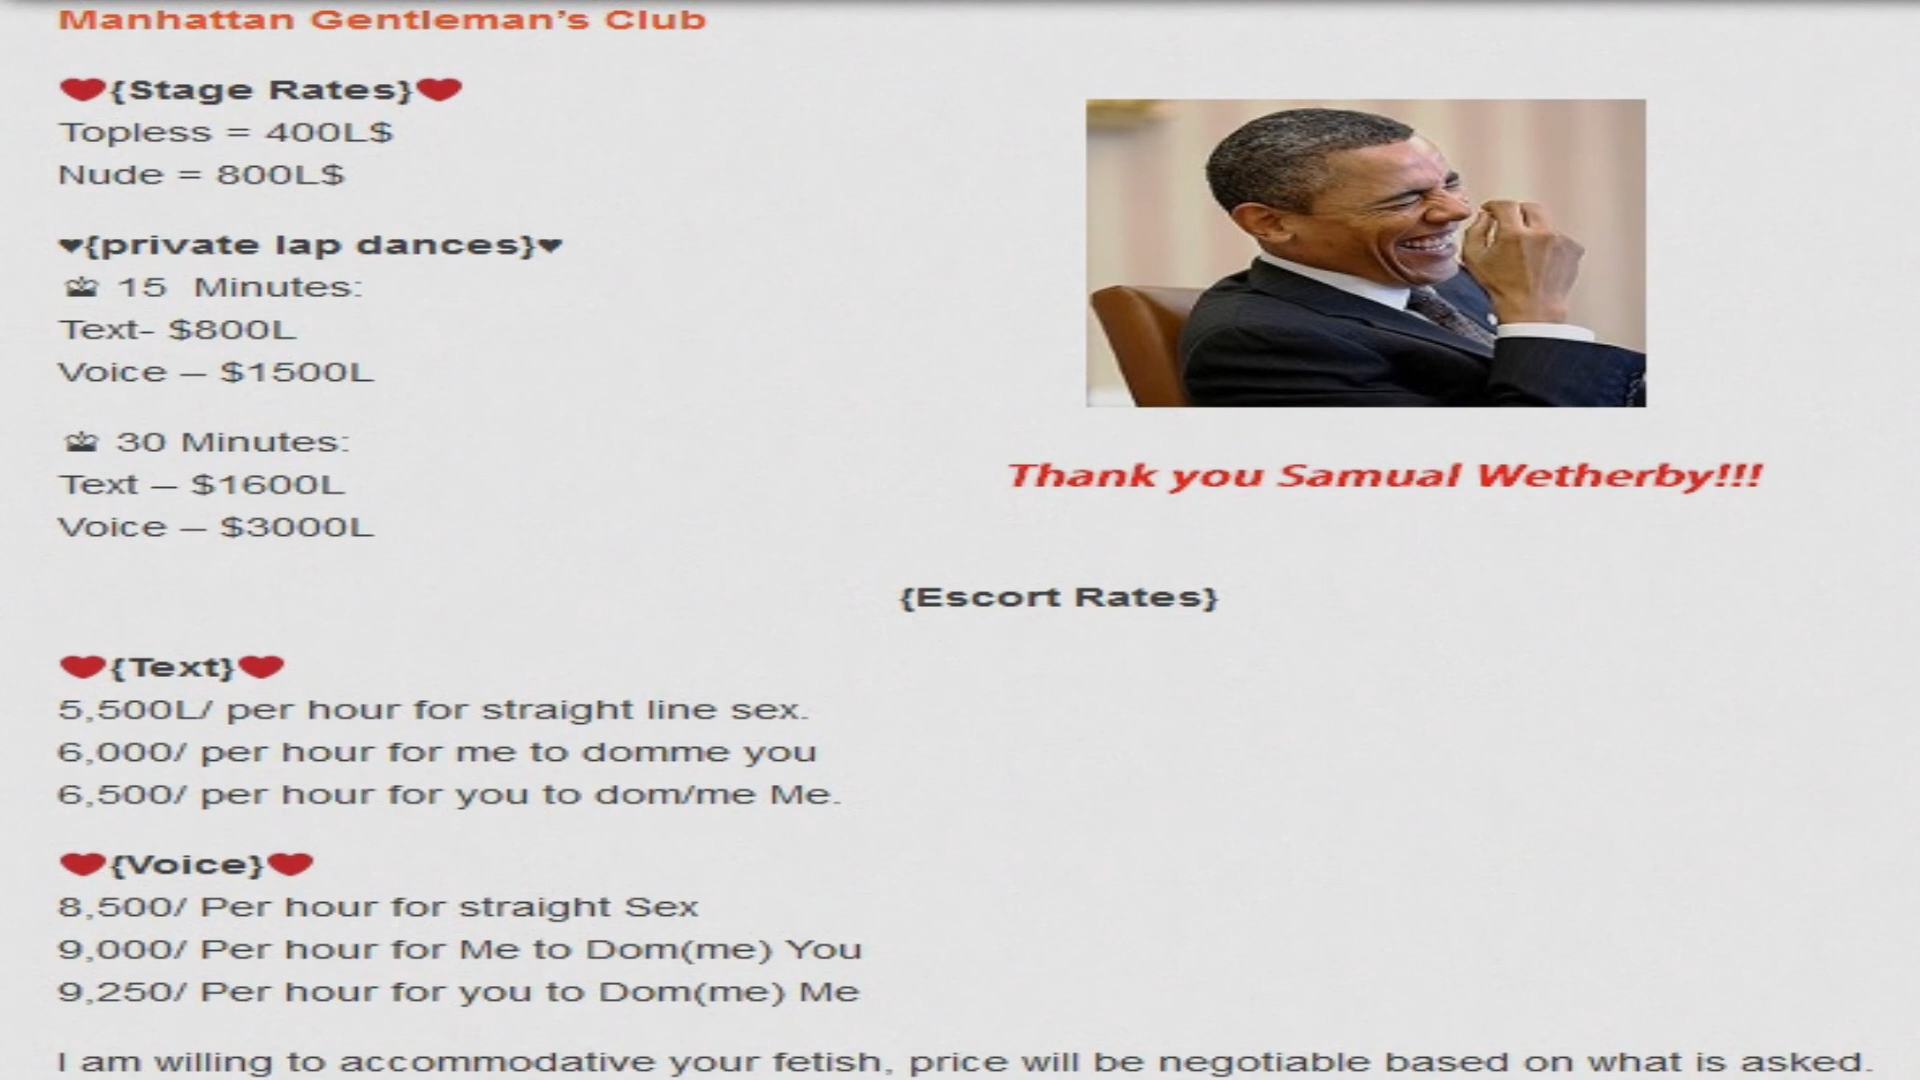 Manhattan Gentleman’s Club
❤{Stage Rates}❤
Topless = 400L$
Nude = 800L$
♥{private lap dances}♥
♛ 15 Minutes:
Text- $800L
Voice – $1500L
♛ 30 Minutes:
Text – $1600L
Voice – $3000L
Thank you Samual Wetherby!!!
{Escort Rates}
❤{Text}❤
5,500L/ per hour for straight line sex.
6,000/ per hour for me to domme you
6,500/ per hour for you to dom/me Me.
❤{Voice}❤
8,500/ Per hour for straight Sex
9,000/ Per hour for Me to Dom(me) You
9,250/ Per hour for you to Dom(me) Me
I am willing to accommodative your fetish, price will be negotiable based on what is asked.